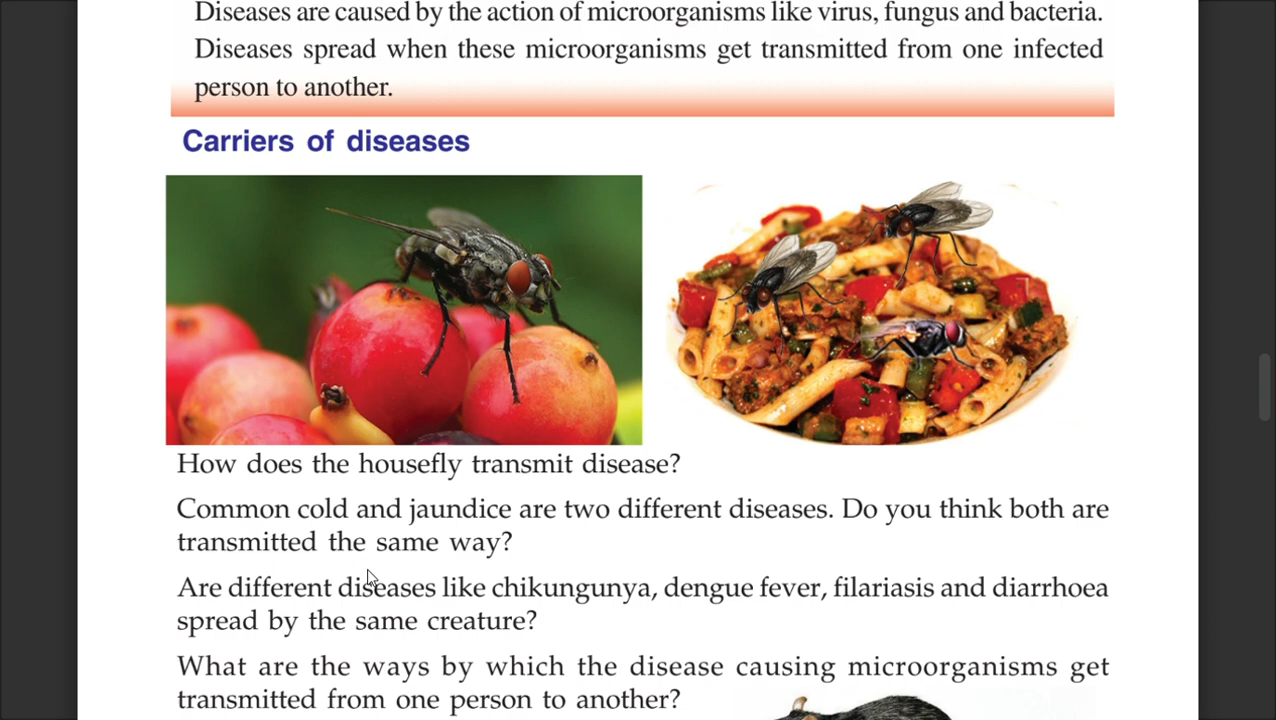 Diseases are caused by the action of microorganisms like virus, fungus and bacteria.
Diseases spread when these microorganisms get transmitted from one infected
person to another.
Carriers of diseases
How does the housefly transmit disease?
Common cold and jaundice are two different diseases. Do you think both are
transmitted the same way?
Are different diseases like chikungunya, dengue fever, filariasis and diarrhoea
spread by the same creature?
What are the ways by which the disease causing microorganisms get
transmitted from one person to another?